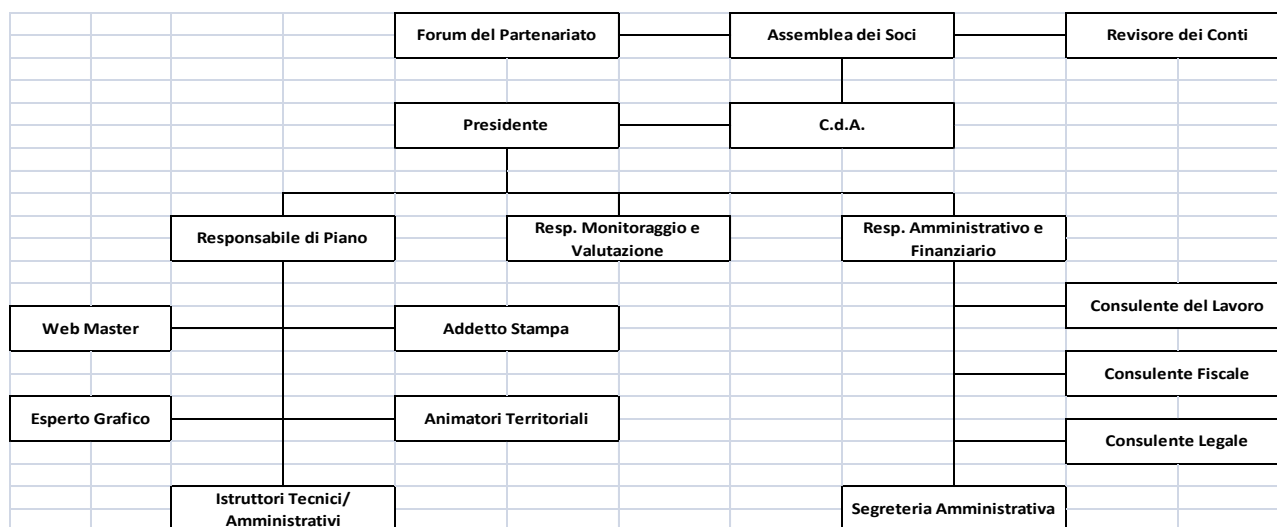 Forum del Partenariato
Assemblea dei Soci
Revisore dei Conti
Presidente
C.d.A.
Responsabile di Piano
Resp. Monitoraggio e
Valutazione
Resp. Amministrativo e
Finanziario
Consulente del Lavoro
Web Master
Addetto Stampa
Consulente Fiscale
Esperto Grafico
Animatori Territoriali
Consulente Legale
Istruttori Tecnici/
Amministrativi
Segreteria Amministrativa